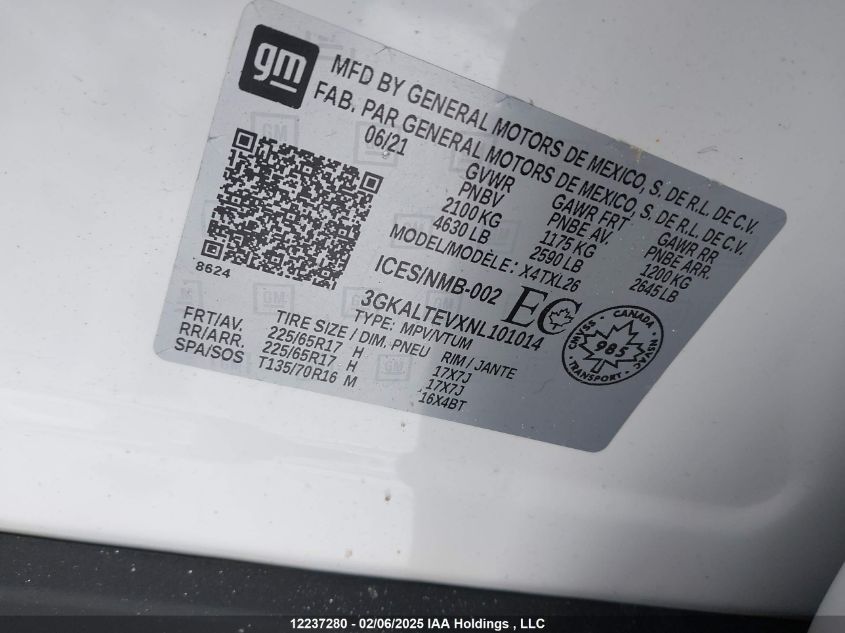 gm
MFD BY GENERAL MOTORS DE MEXICO, S. DE R.L. DE C.V.
FAB. PAR GENERAL MOTORS DE MEXICO, S. DE R.L. DE C.V.
06/21
GVWR GAWR FRT GAWR RR
PNBV PNBE AV. PNBE ARR.
2100 KG 1175 KG 1200 KG
4630 LB 2590 LB 2645 LB
MODEL/MODÈLE: X4TXL26
8624
ICES/NMB-002 EC
3GKALTEVXNL101014
TYPE: MPV/VTUM
CANADA
NSVAC
985
TRANSPORT
CMVSS
TIRE SIZE / DIM. PNEU RIM / JANTE
FRT/AV. 225/65R17 H 17X7J
RR/ARR. 225/65R17 H 17X7J
SPA/SOS T135/70R16 M 16X4BT
12237280 - 02/06/2025 IAA Holdings , LLC